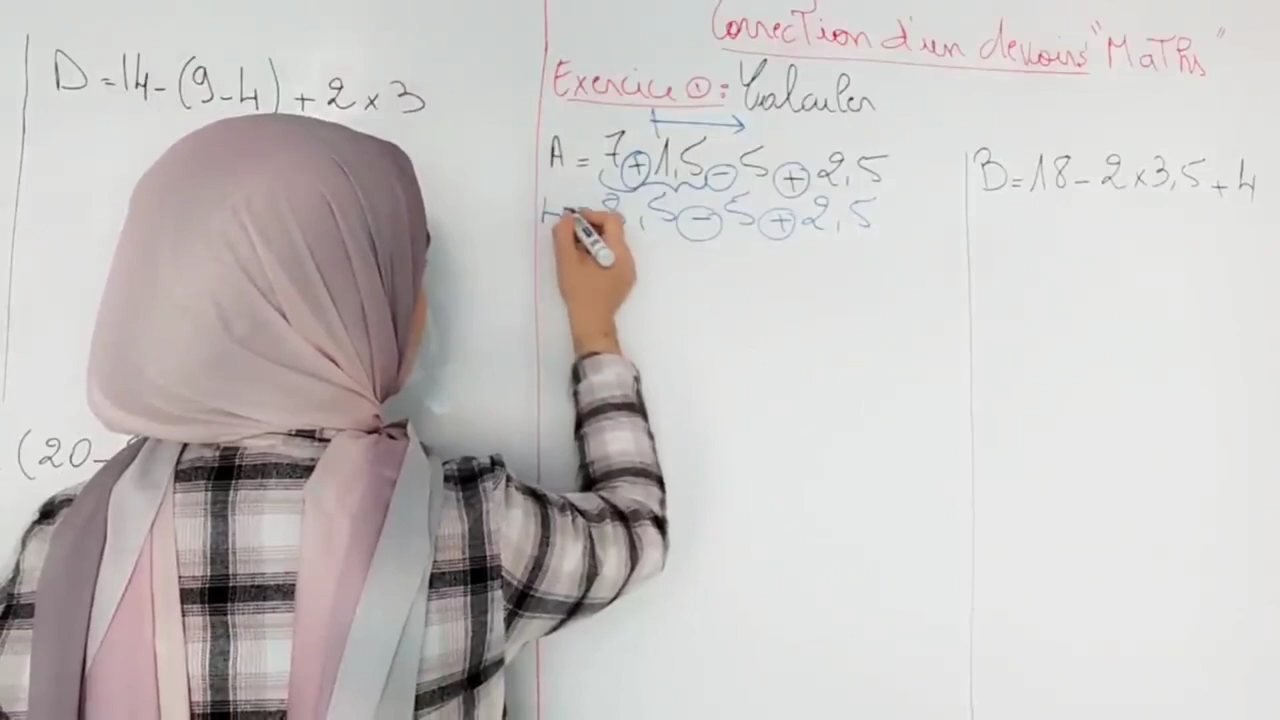 Correction d'un devoirs "Maths"
Exercice ①: Calculer
D = 14 - (9 - 4) + 2 x 3
(20 -
A = 7 + 1,5 - 5 + 2,5
8,5 - 5 + 2,5
B = 18 - 2 x 3,5 + 4